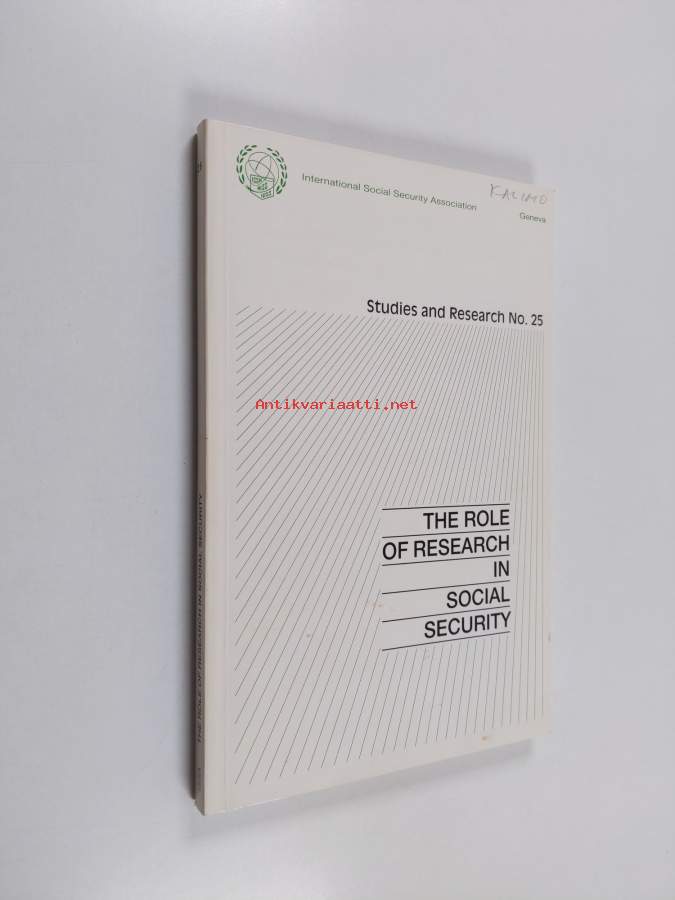 International Social Security Association
KALIMO
Geneva
Studies and Research No. 25
Antikvariaatti.net
THE ROLE
OF RESEARCH
IN
SOCIAL
SECURITY
THE ROLE OF RESEARCH IN SOCIAL SECURITY